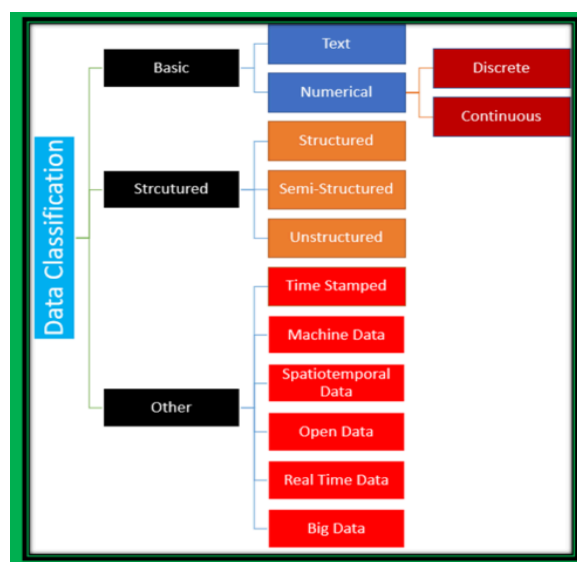 Data Classification
Basic
Text
Numerical
Discrete
Continuous
Strcutured
Structured
Semi-Structured
Unstructured
Other
Time Stamped
Machine Data
Spatiotemporal
Data
Open Data
Real Time Data
Big Data